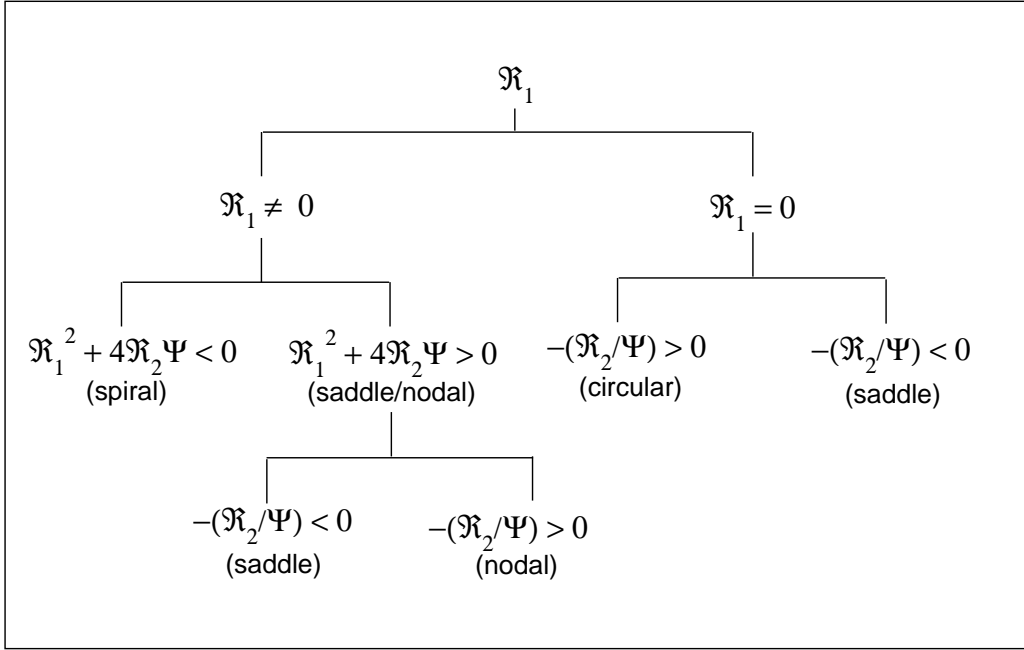 ℜ₁
ℜ₁ ≠ 0 ℜ₁ = 0
ℜ₁² + 4ℜ₂Ψ < 0 ℜ₁² + 4ℜ₂Ψ > 0 −(ℜ₂/Ψ) > 0 −(ℜ₂/Ψ) < 0
(spiral) (saddle/nodal) (circular) (saddle)
−(ℜ₂/Ψ) < 0 −(ℜ₂/Ψ) > 0
(saddle) (nodal)